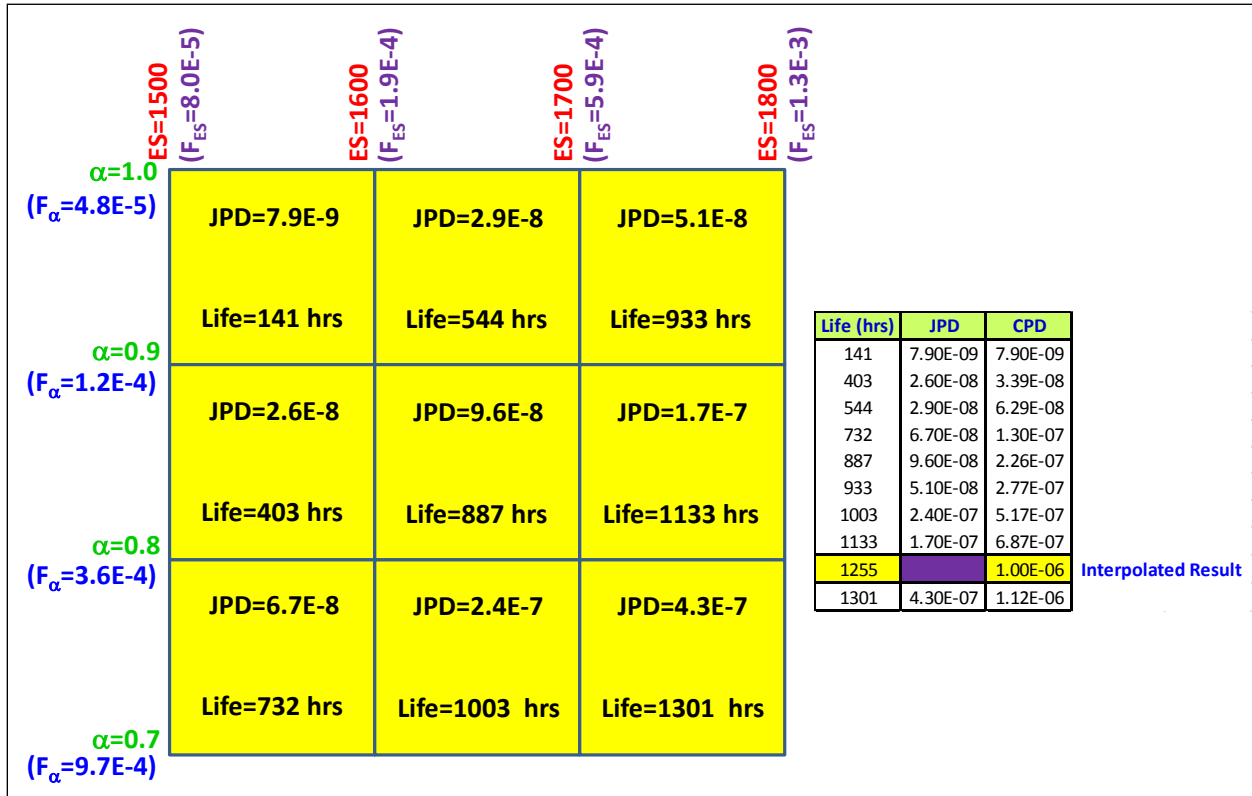 ES=1500
(F_ES=8.0E-5)
ES=1600
(F_ES=1.9E-4)
ES=1700
(F_ES=5.9E-4)
ES=1800
(F_ES=1.3E-3)
α=1.0
(Fα=4.8E-5)
JPD=7.9E-9 JPD=2.9E-8 JPD=5.1E-8
Life=141 hrs Life=544 hrs Life=933 hrs
α=0.9
(Fα=1.2E-4)
JPD=2.6E-8 JPD=9.6E-8 JPD=1.7E-7
Life=403 hrs Life=887 hrs Life=1133 hrs
α=0.8
(Fα=3.6E-4)
JPD=6.7E-8 JPD=2.4E-7 JPD=4.3E-7
Life=732 hrs Life=1003 hrs Life=1301 hrs
α=0.7
(Fα=9.7E-4)
Life (hrs) JPD CPD
141 7.90E-09 7.90E-09
403 2.60E-08 3.39E-08
544 2.90E-08 6.29E-08
732 6.70E-08 1.30E-07
887 9.60E-08 2.26E-07
933 5.10E-08 2.77E-07
1003 2.40E-07 5.17E-07
1133 1.70E-07 6.87E-07
1255 1.00E-06 Interpolated Result
1301 4.30E-07 1.12E-06